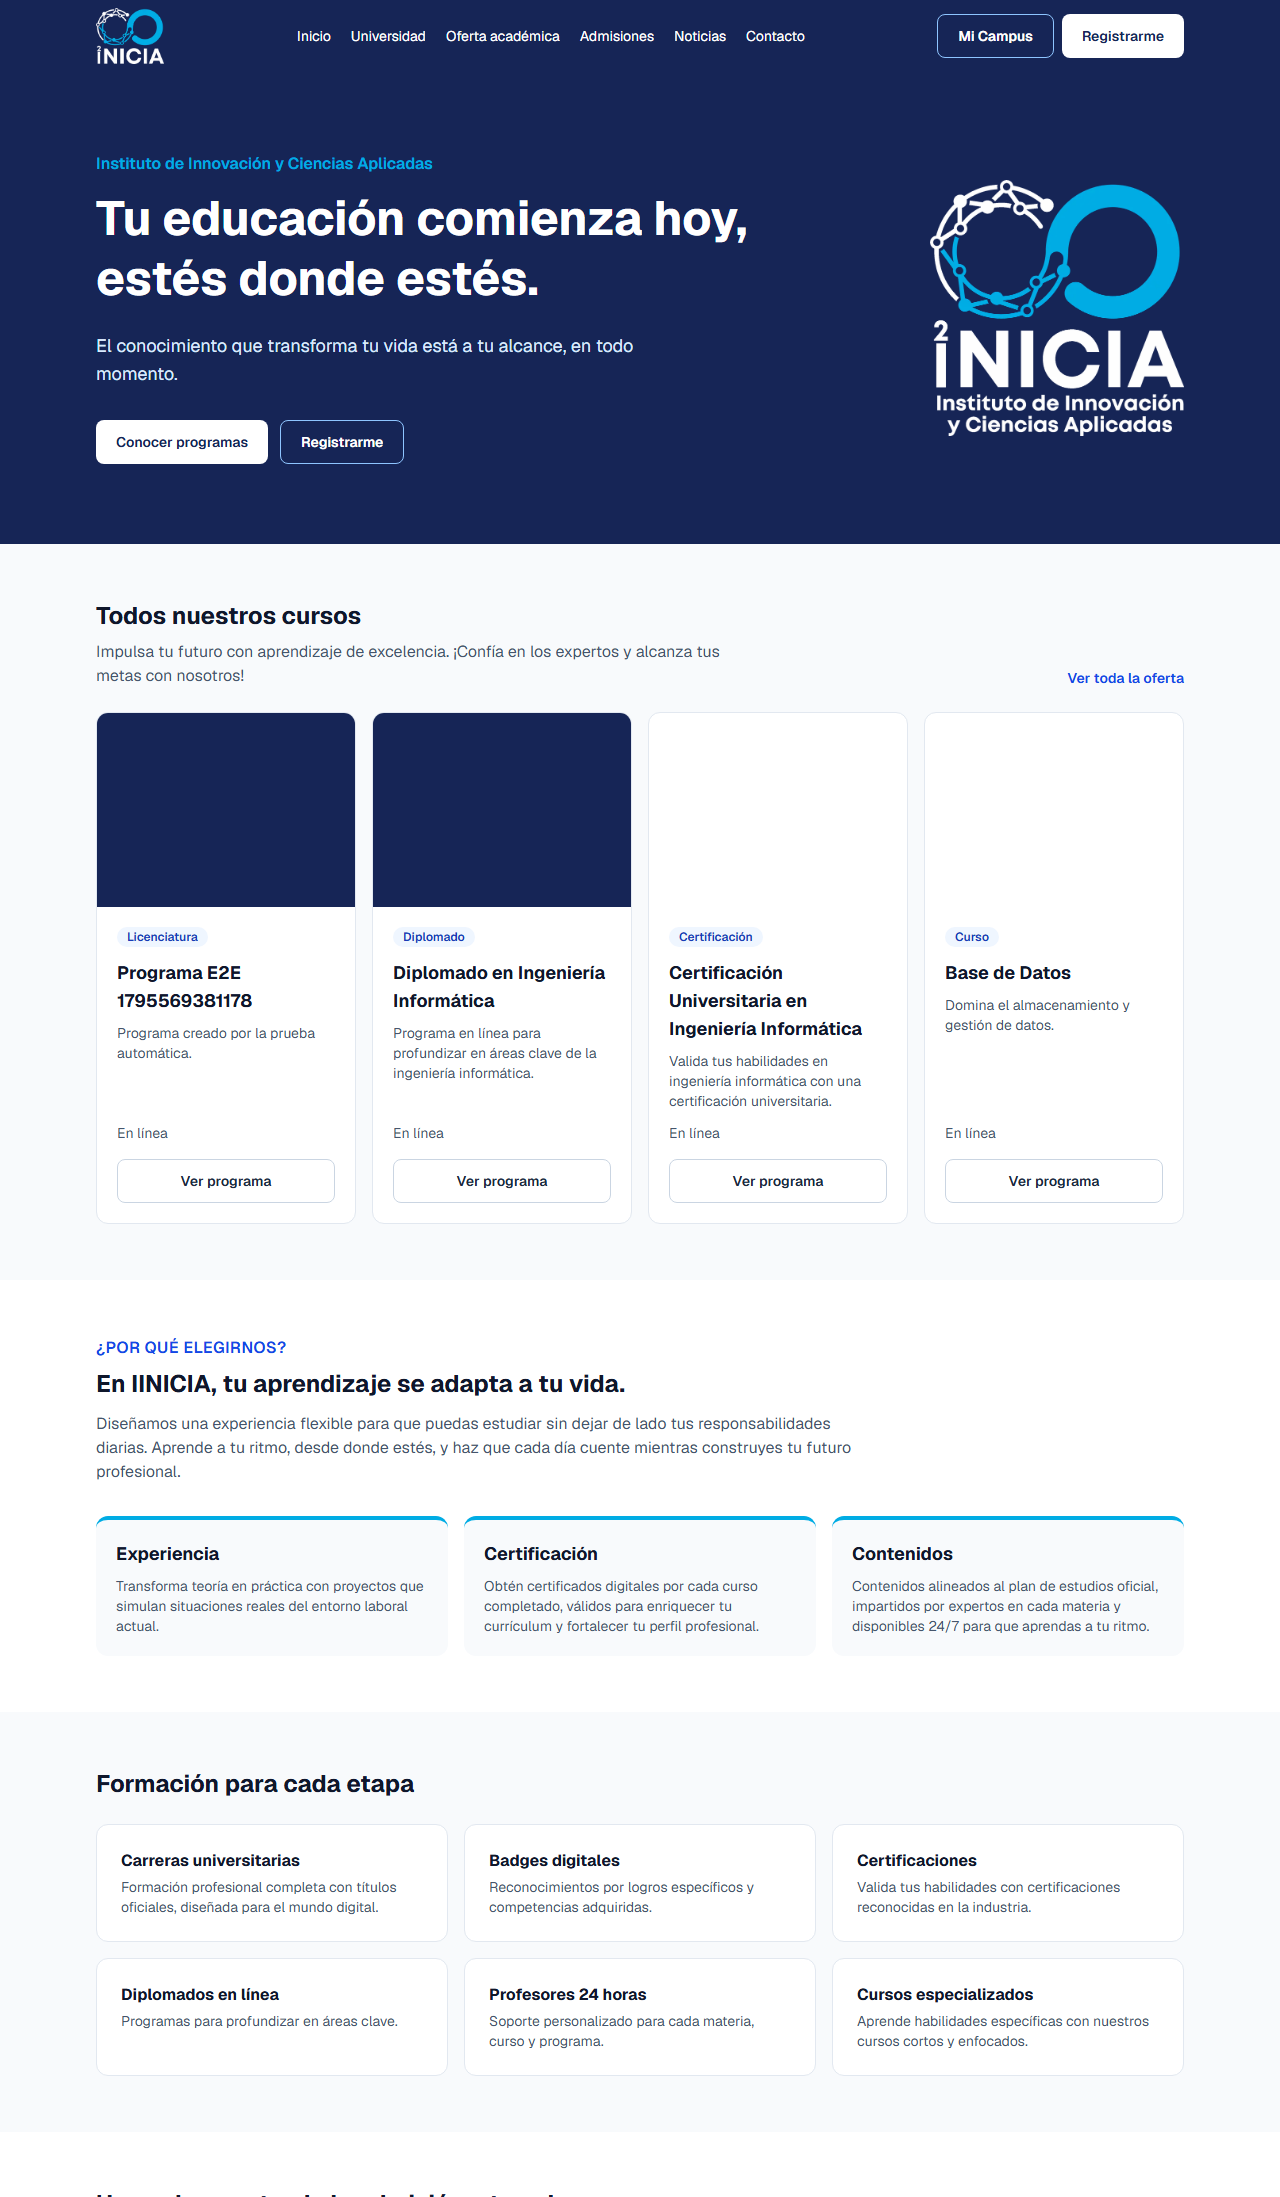 ²iNICIA
Inicio
Universidad
Oferta académica
Admisiones
Noticias
Contacto
Mi Campus
Registrarme
Instituto de Innovación y Ciencias Aplicadas
Tu educación comienza hoy,
estés donde estés.
El conocimiento que transforma tu vida está a tu alcance, en todo
momento.
Conocer programas
Registrarme
²iNICIA
Instituto de Innovación
y Ciencias Aplicadas
Todos nuestros cursos
Impulsa tu futuro con aprendizaje de excelencia. ¡Confía en los expertos y alcanza tus
metas con nosotros!
Ver toda la oferta
Licenciatura
Programa E2E
1795569381178
Programa creado por la prueba
automática.
En línea
Ver programa
Diplomado
Diplomado en Ingeniería
Informática
Programa en línea para
profundizar en áreas clave de la
ingeniería informática.
En línea
Ver programa
Certificación
Certificación
Universitaria en
Ingeniería Informática
Valida tus habilidades en
ingeniería informática con una
certificación universitaria.
En línea
Ver programa
Curso
Base de Datos
Domina el almacenamiento y
gestión de datos.
En línea
Ver programa
¿POR QUÉ ELEGIRNOS?
En IINICIA, tu aprendizaje se adapta a tu vida.
Diseñamos una experiencia flexible para que puedas estudiar sin dejar de lado tus responsabilidades
diarias. Aprende a tu ritmo, desde donde estés, y haz que cada día cuente mientras construyes tu futuro
profesional.
Experiencia
Transforma teoría en práctica con proyectos que
simulan situaciones reales del entorno laboral
actual.
Certificación
Obtén certificados digitales por cada curso
completado, válidos para enriquecer tu
currículum y fortalecer tu perfil profesional.
Contenidos
Contenidos alineados al plan de estudios oficial,
impartidos por expertos en cada materia y
disponibles 24/7 para que aprendas a tu ritmo.
Formación para cada etapa
Carreras universitarias
Formación profesional completa con títulos
oficiales, diseñada para el mundo digital.
Badges digitales
Reconocimientos por logros específicos y
competencias adquiridas.
Certificaciones
Valida tus habilidades con certificaciones
reconocidas en la industria.
Diplomados en línea
Programas para profundizar en áreas clave.
Profesores 24 horas
Soporte personalizado para cada materia,
curso y programa.
Cursos especializados
Aprende habilidades específicas con nuestros
cursos cortos y enfocados.